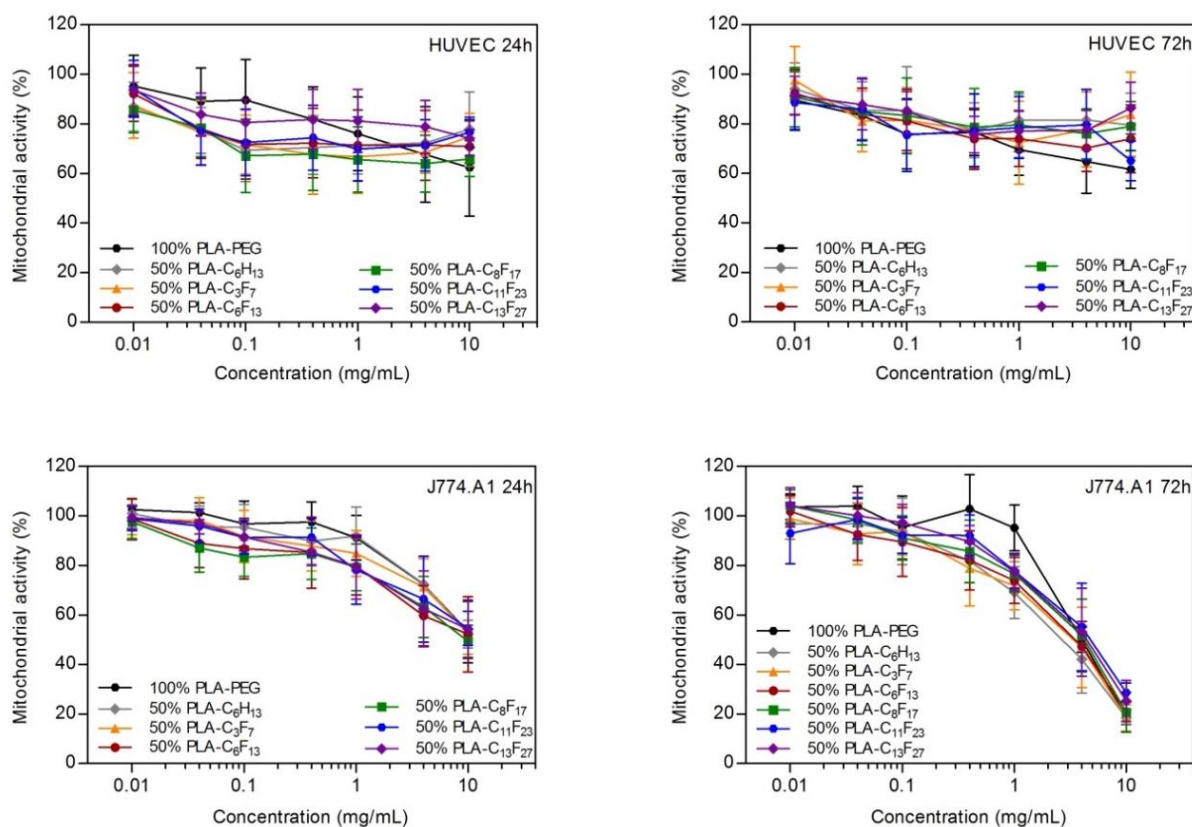 HUVEC 24h
Mitochondrial activity (%)
120
100
80
60
40
20
0
100% PLA-PEG
50% PLA-C₆H₁₃
50% PLA-C₃F₇
50% PLA-C₆F₁₃
50% PLA-C₈F₁₇
50% PLA-C₁₁F₂₃
50% PLA-C₁₃F₂₇
0.01 0.1 1 10
Concentration (mg/mL)
HUVEC 72h
Mitochondrial activity (%)
120
100
80
60
40
20
0
100% PLA-PEG
50% PLA-C₆H₁₃
50% PLA-C₃F₇
50% PLA-C₆F₁₃
50% PLA-C₈F₁₇
50% PLA-C₁₁F₂₃
50% PLA-C₁₃F₂₇
0.01 0.1 1 10
Concentration (mg/mL)
J774.A1 24h
Mitochondrial activity (%)
120
100
80
60
40
20
0
100% PLA-PEG
50% PLA-C₆H₁₃
50% PLA-C₃F₇
50% PLA-C₆F₁₃
50% PLA-C₈F₁₇
50% PLA-C₁₁F₂₃
50% PLA-C₁₃F₂₇
0.01 0.1 1 10
Concentration (mg/mL)
J774.A1 72h
Mitochondrial activity (%)
120
100
80
60
40
20
0
100% PLA-PEG
50% PLA-C₆H₁₃
50% PLA-C₃F₇
50% PLA-C₆F₁₃
50% PLA-C₈F₁₇
50% PLA-C₁₁F₂₃
50% PLA-C₁₃F₂₇
0.01 0.1 1 10
Concentration (mg/mL)